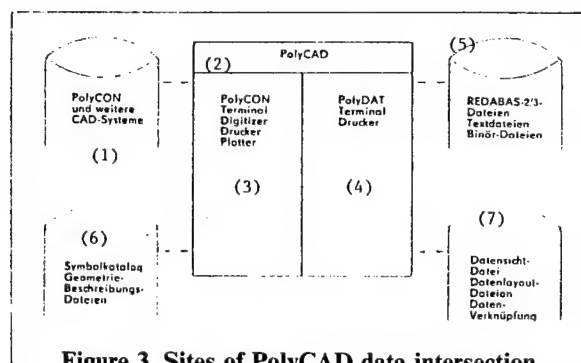 PolyCAD
(5)
(2)
PolyCON
und weitere
CAD-Systeme
(1)
PolyCON
Terminal
Digitizer
Drucker
Plotter
(3)
PolyDAT
Terminal
Drucker
(4)
REDABAS-2/3-
Dateien
Textdateien
Binär-Dateien
(6)
Symbolkatalog
Geometrie-
Beschreibungs-
Dateien
(7)
Datensicht-
Datei
Datenlayout-
Dateien
Daten-
Verknüpfung
Figure 3. Sites of PolyCAD data intersection